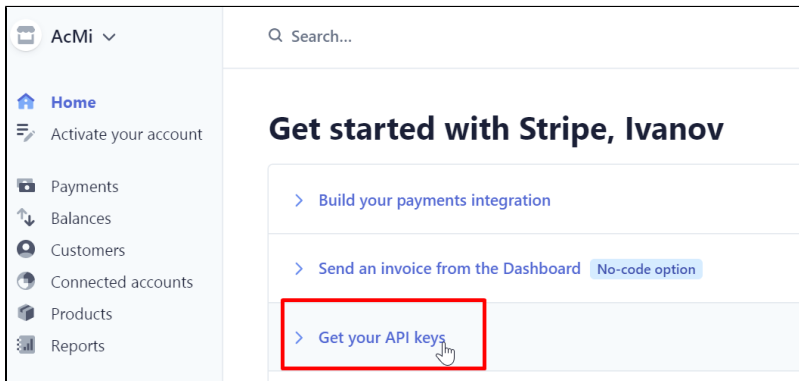 AcMi
Search...
Home
Activate your account
Payments
Balances
Customers
Connected accounts
Products
Reports
Get started with Stripe, Ivanov
Build your payments integration
Send an invoice from the Dashboard No-code option
Get your API keys